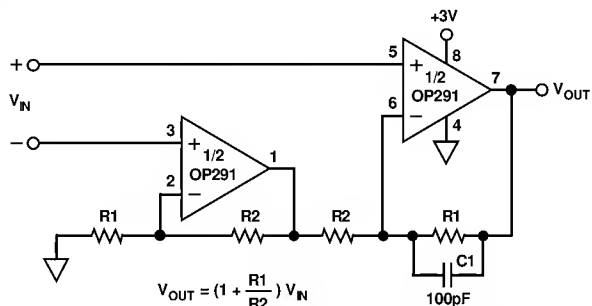 +3V
+
5
+
8
1/2
OP291
7
V_OUT
V_IN
6
−
4
−
3
+
1/2
OP291
1
2
−
R1
R2
R2
R1
C1
100pF
V_OUT = (1 + R1/R2) V_IN